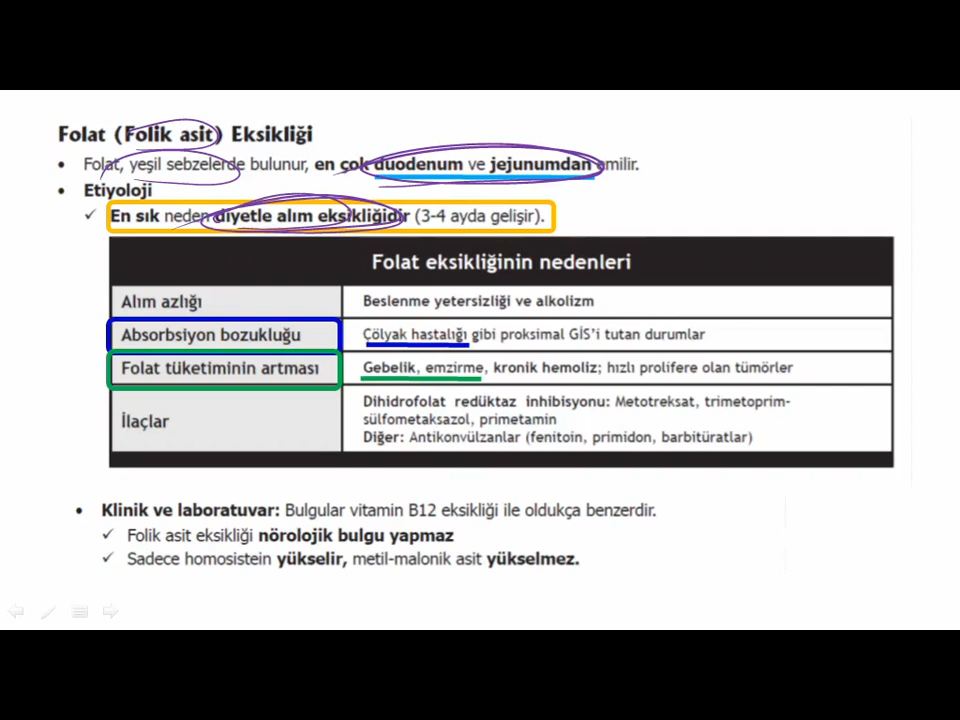 Folat (Folik asit) Eksikliği
• Folat, yeşil sebzelerde bulunur, en çok duodenum ve jejunumdan emilir.
• Etiyoloji
✓ En sık neden diyetle alım eksikliğidir (3-4 ayda gelişir).
Folat eksikliğinin nedenleri
Alım azlığı
Beslenme yetersizliği ve alkolizm
Absorbsiyon bozukluğu
Çölyak hastalığı gibi proksimal GİS'i tutan durumlar
Folat tüketiminin artması
Gebelik, emzirme, kronik hemoliz; hızlı prolifere olan tümörler
İlaçlar
Dihidrofolat redüktaz inhibisyonu: Metotreksat, trimetoprim-
sülfometaksazol, primetamin
Diğer: Antikonvülzanlar (fenitoin, primidon, barbitüratlar)
• Klinik ve laboratuvar: Bulgular vitamin B12 eksikliği ile oldukça benzerdir.
✓ Folik asit eksikliği nörolojik bulgu yapmaz
✓ Sadece homosistein yükselir, metil-malonik asit yükselmez.